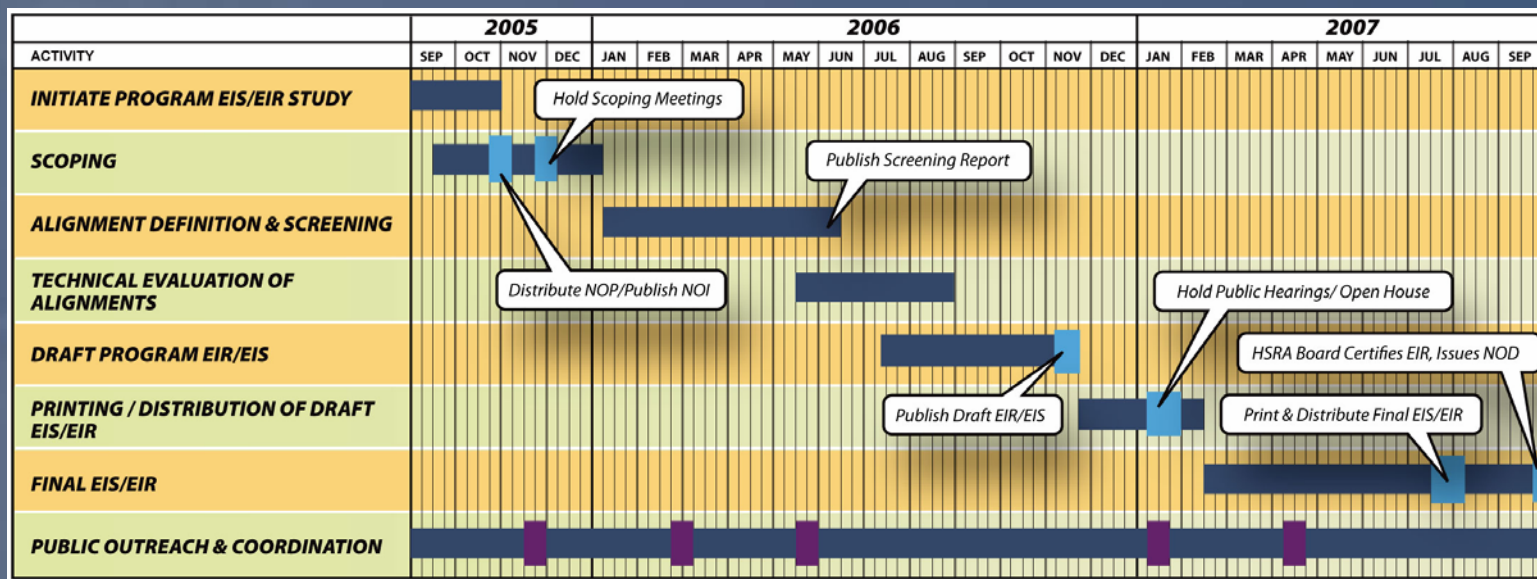 2005 2006 2007
ACTIVITY SEP OCT NOV DEC JAN FEB MAR APR MAY JUN JUL AUG SEP OCT NOV DEC JAN FEB MAR APR MAY JUN JUL AUG SEP
INITIATE PROGRAM EIS/EIR STUDY
Hold Scoping Meetings
SCOPING
Publish Screening Report
ALIGNMENT DEFINITION & SCREENING
TECHNICAL EVALUATION OF
ALIGNMENTS
Distribute NOP/Publish NOI
Hold Public Hearings/ Open House
DRAFT PROGRAM EIR/EIS
HSRA Board Certifies EIR, Issues NOD
PRINTING / DISTRIBUTION OF DRAFT
EIS/EIR
Publish Draft EIR/EIS
Print & Distribute Final EIS/EIR
FINAL EIS/EIR
PUBLIC OUTREACH & COORDINATION